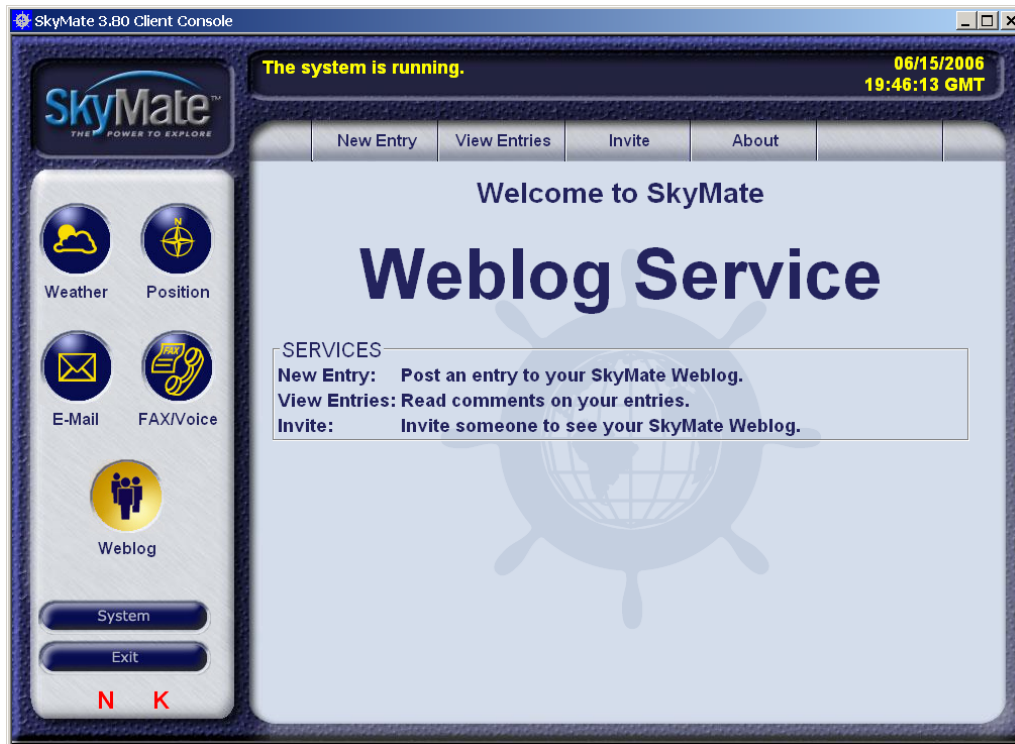 SkyMate 3.80 Client Console
SkyMate™
THE POWER TO EXPLORE
The system is running.
06/15/2006
19:46:13 GMT
New Entry View Entries Invite About
Weather Position
E-Mail FAX/Voice
Weblog
System
Exit
N K
Welcome to SkyMate
Weblog Service
SERVICES
New Entry: Post an entry to your SkyMate Weblog.
View Entries: Read comments on your entries.
Invite: Invite someone to see your SkyMate Weblog.
N
FAX